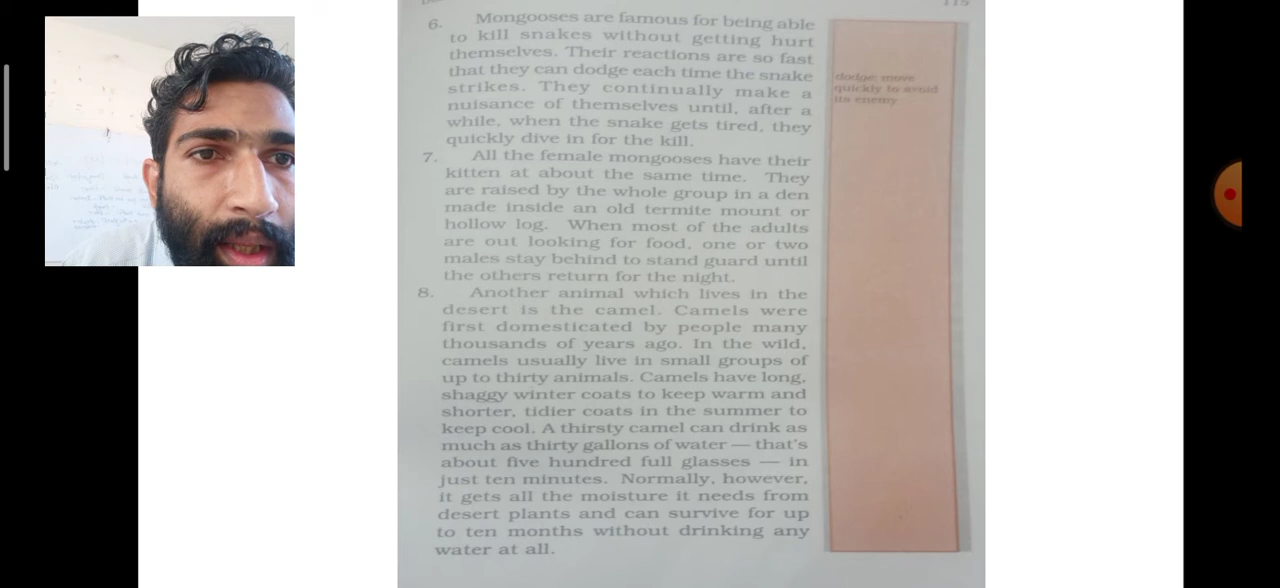 115
6. Mongooses are famous for being able
to kill snakes without getting hurt
themselves. Their reactions are so fast
that they can dodge each time the snake
strikes. They continually make a
nuisance of themselves until, after a
while, when the snake gets tired, they
quickly dive in for the kill.
7. All the female mongooses have their
kitten at about the same time. They
are raised by the whole group in a den
made inside an old termite mount or
hollow log. When most of the adults
are out looking for food, one or two
males stay behind to stand guard until
the others return for the night.
8. Another animal which lives in the
desert is the camel. Camels were
first domesticated by people many
thousands of years ago. In the wild,
camels usually live in small groups of
up to thirty animals. Camels have long,
shaggy winter coats to keep warm and
shorter, tidier coats in the summer to
keep cool. A thirsty camel can drink as
much as thirty gallons of water — that's
about five hundred full glasses — in
just ten minutes. Normally, however,
it gets all the moisture it needs from
desert plants and can survive for up
to ten months without drinking any
water at all.
dodge: move
quickly to avoid
its enemy